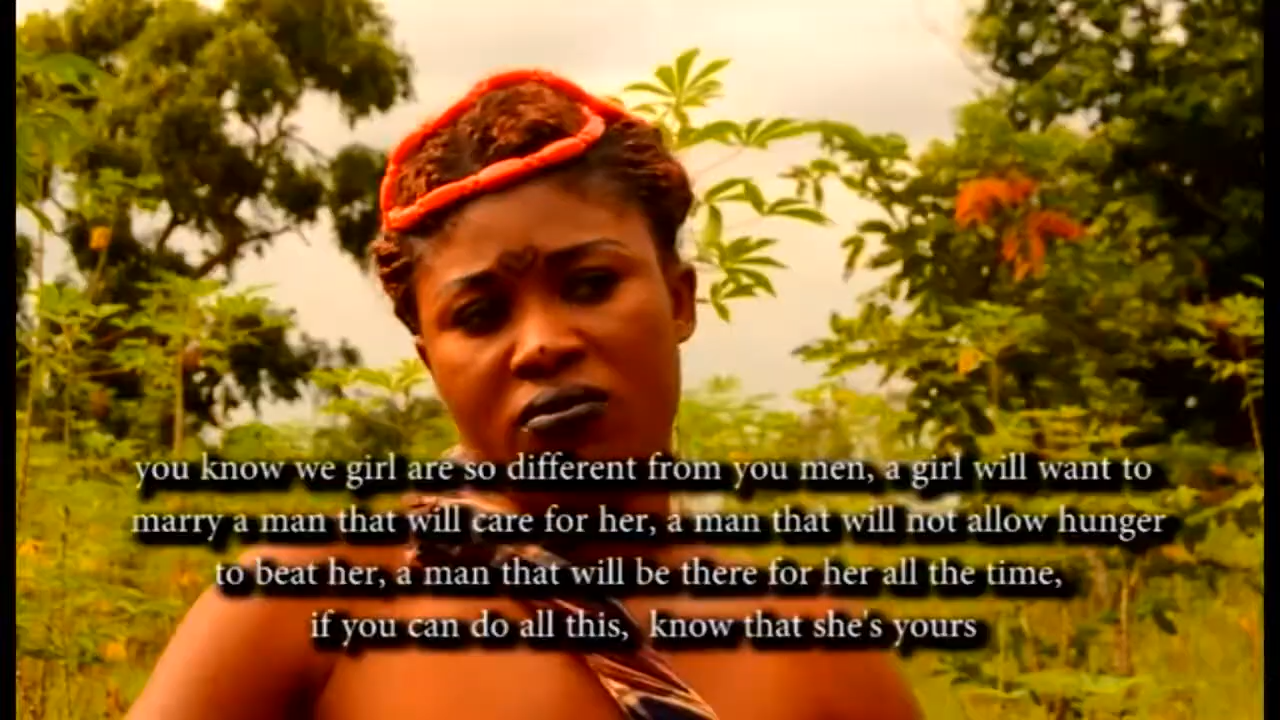 you know we girl are so different from you men, a girl will want to
marry a man that will care for her, a man that will not allow hunger
to beat her, a man that will be there for her all the time,
if you can do all this,  know that she's yours